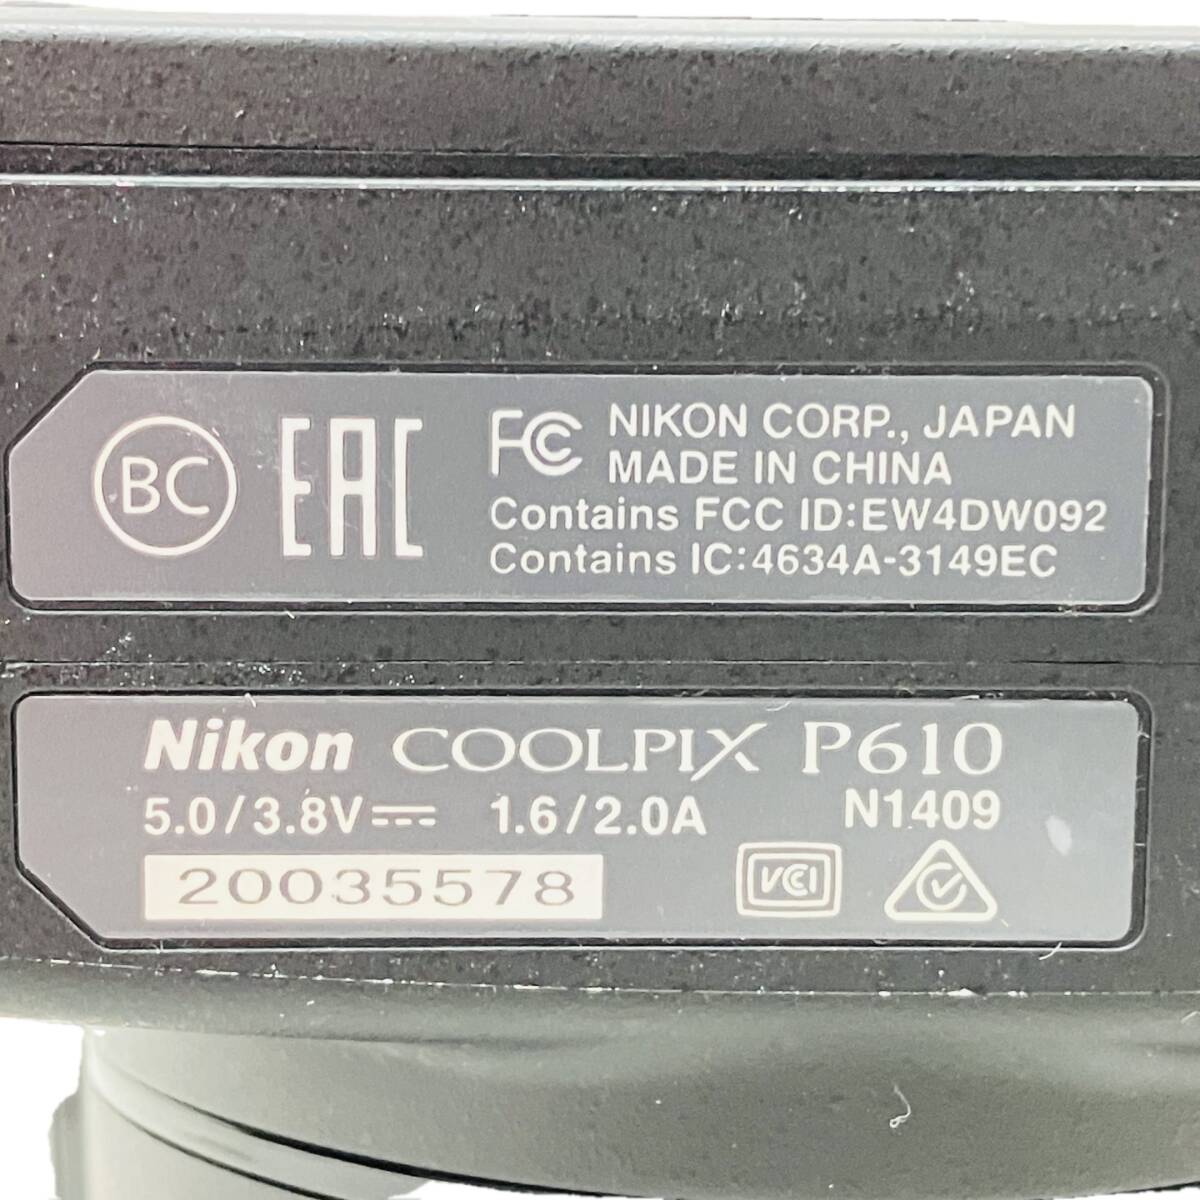 BC EAC FC NIKON CORP., JAPAN
MADE IN CHINA
Contains FCC ID:EW4DW092
Contains IC:4634A-3149EC
Nikon COOLPIX P610
5.0/3.8V⎓ 1.6/2.0A N1409
20035578 VCCI